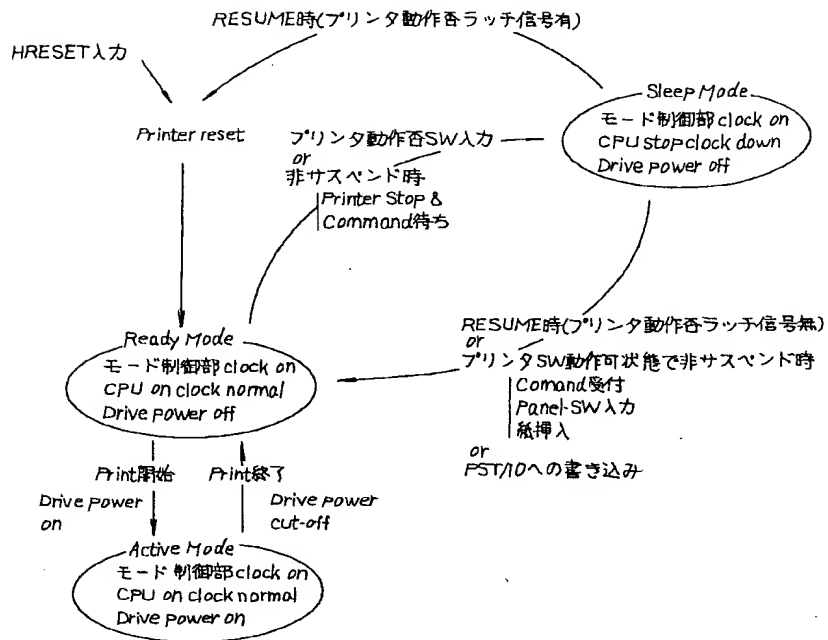 RESUME時(プリンタ動作否ラッチ信号有)
HRESET入力
Printer reset
Sleep Mode
モード制御部clock on
CPU stop clock down
Drive power off
プリンタ動作否SW入力
or
非サスペンド時
Printer Stop &
Command待ち
Ready Mode
モード制御部clock on
CPU on clock normal
Drive power off
RESUME時(プリンタ動作否ラッチ信号無)
or
プリンタSW動作可状態で非サスペンド時
Comand受付
Panel-SW入力
紙挿入
or
PST/IOへの書き込み
Print開始
Print終了
Drive power
on
Drive power
cut-off
Active Mode
モード制御部clock on
CPU on clock normal
Drive power on